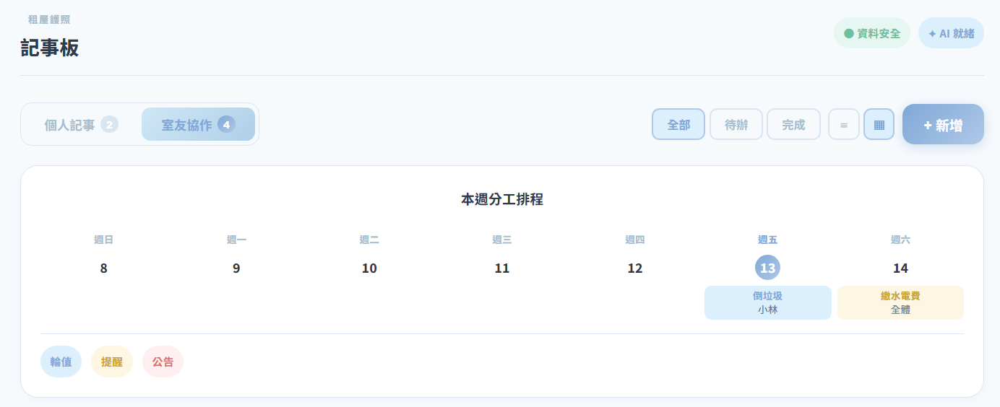 租屋護照
記事板
資料安全
✦ AI 就緒
個人記事 2
室友協作 4
全部
待辦
完成
≡
▦
+ 新增
本週分工排程
週日 週一 週二 週三 週四 週五 週六
8 9 10 11 12 13 14
倒垃圾 繳水電費
小林 全體
輪值 提醒 公告